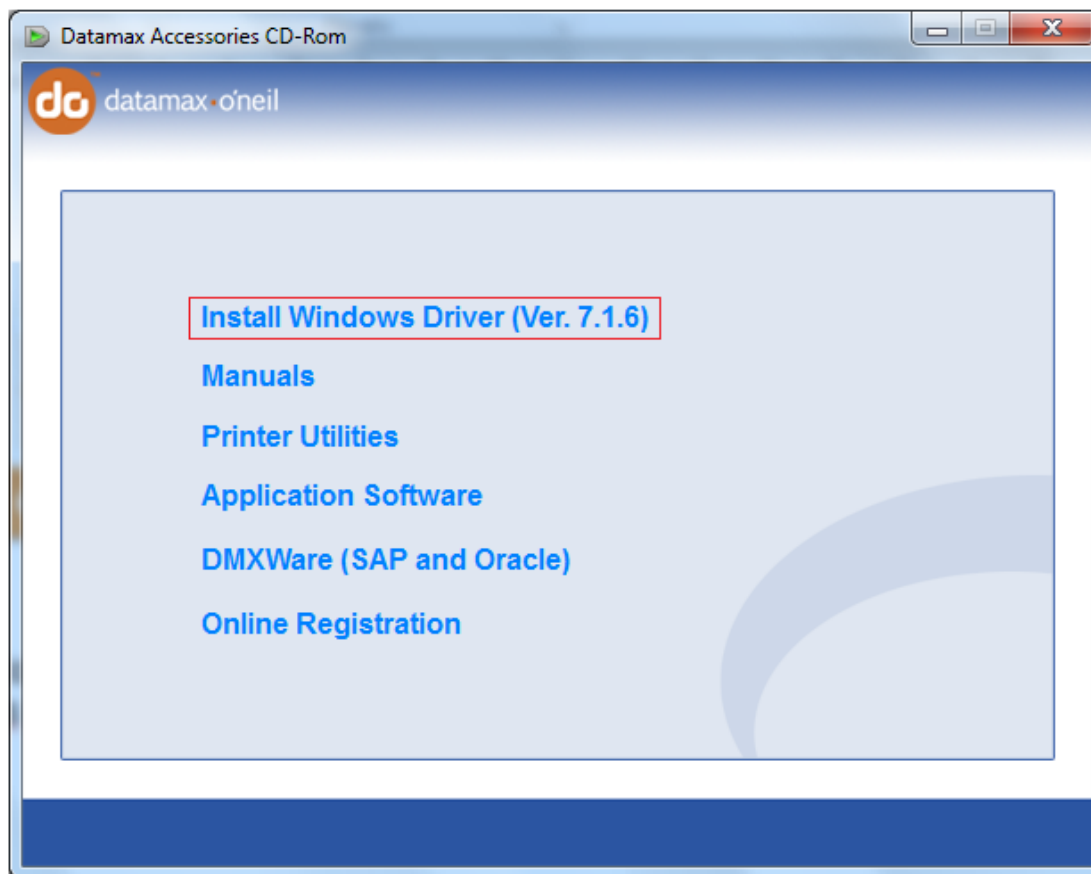 Datamax Accessories CD-Rom
do™ datamax•o'neil
Install Windows Driver (Ver. 7.1.6)
Manuals
Printer Utilities
Application Software
DMXWare (SAP and Oracle)
Online Registration